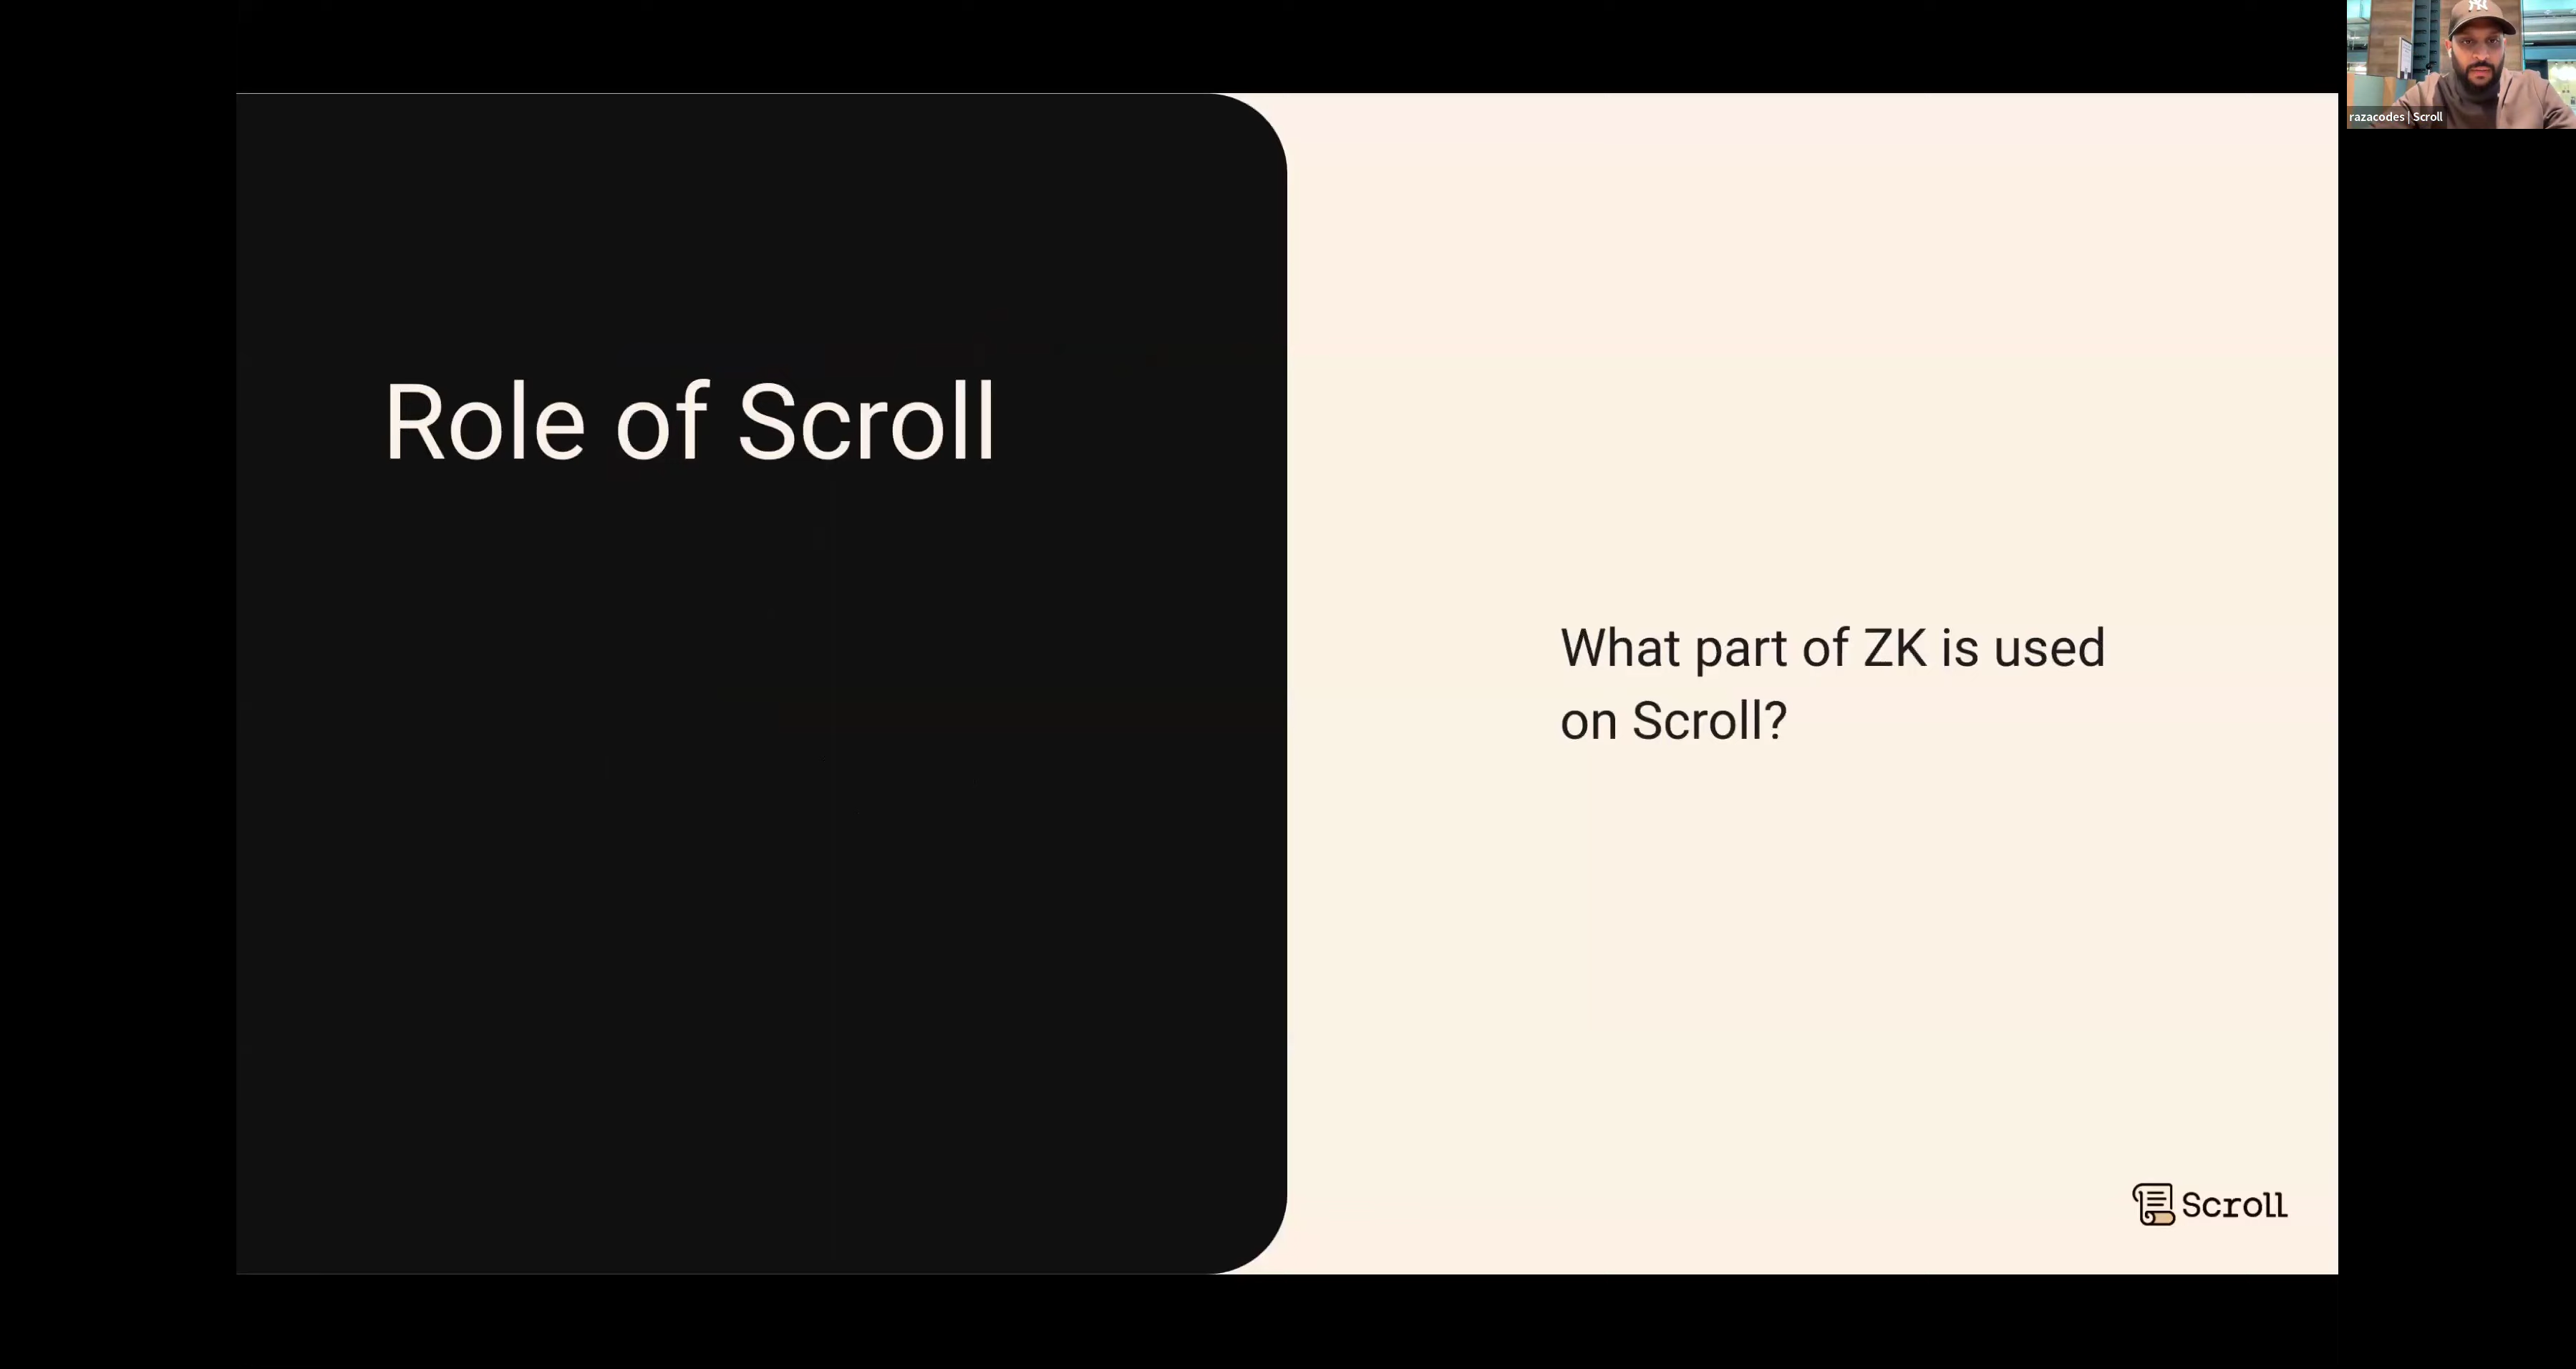 razacodes | Scroll
Role of Scroll
What part of ZK is used
on Scroll?
Scroll